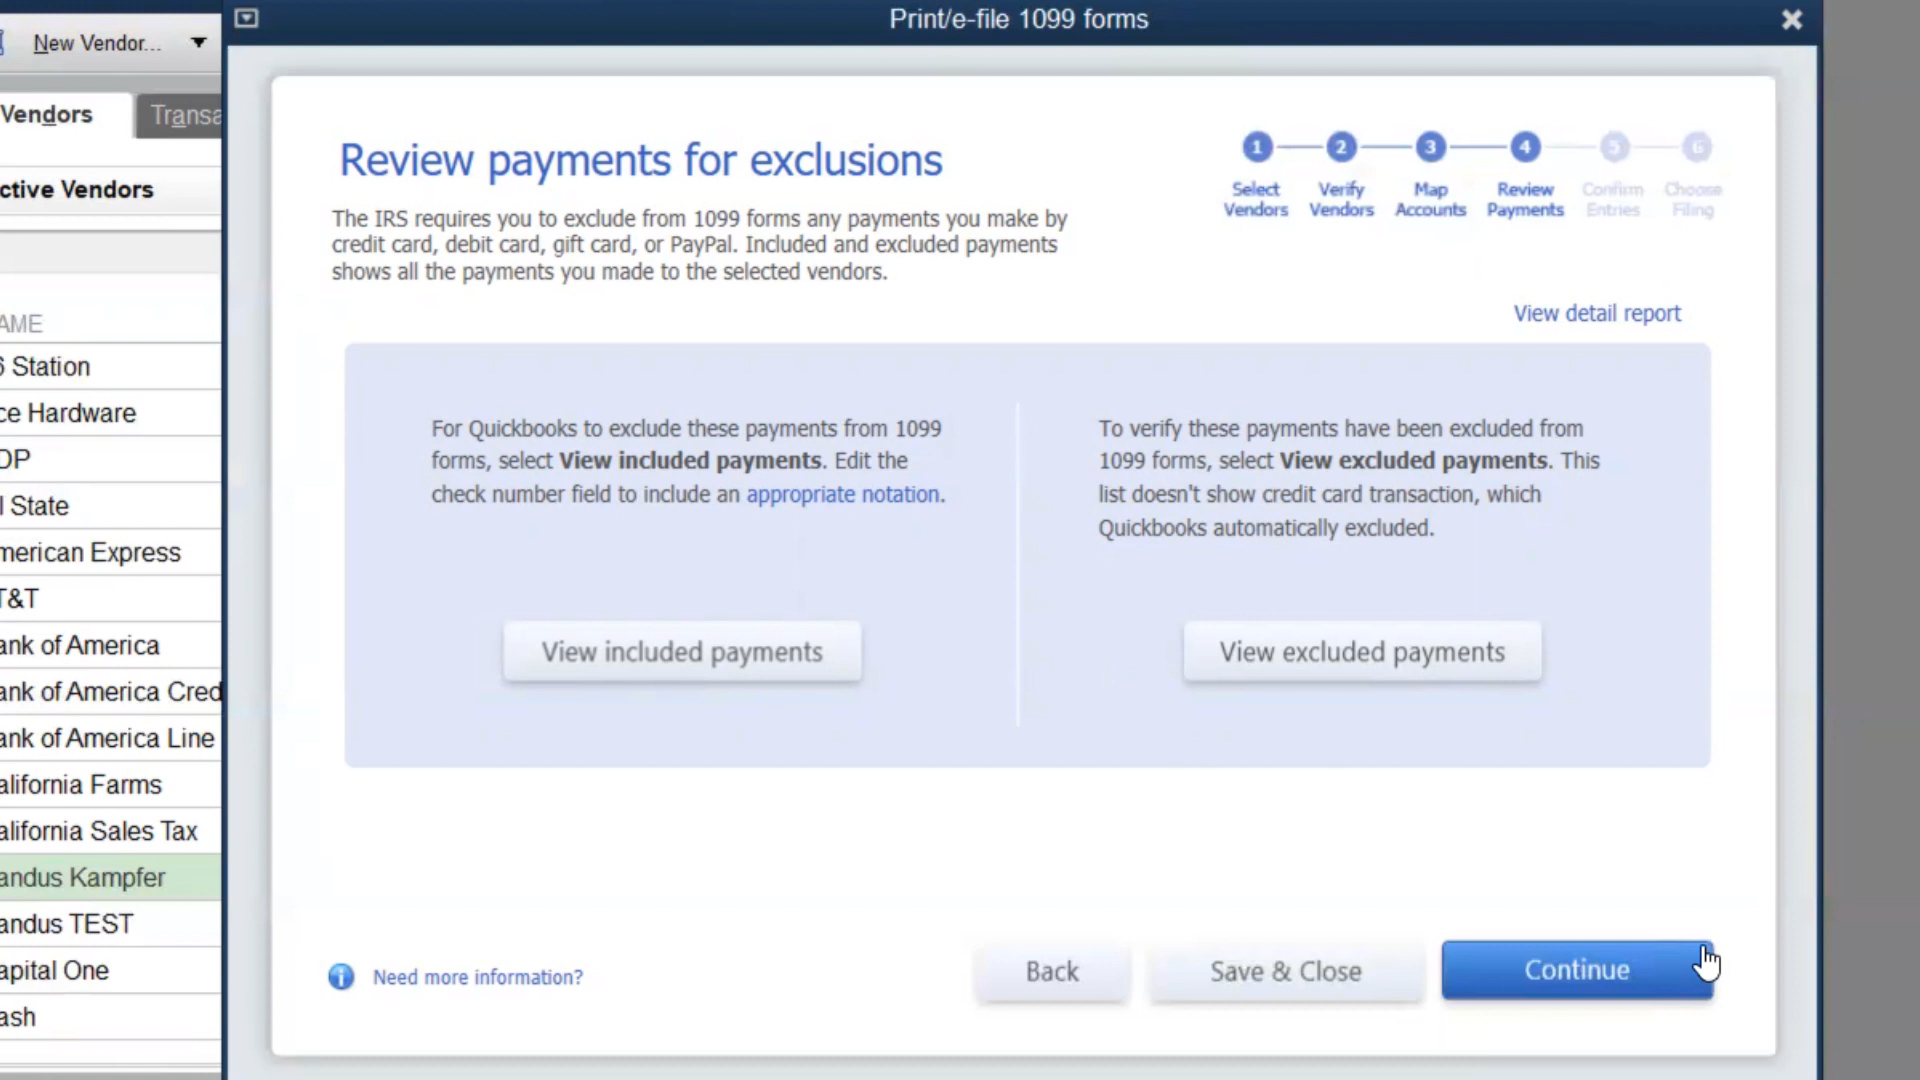 Print/e-file 1099 forms
New Vendor...
Vendors
Transa
ctive Vendors
AME
6 Station
ce Hardware
DP
l State
merican Express
T&T
ank of America
ank of America Cred
ank of America Line
alifornia Farms
alifornia Sales Tax
andus Kampfer
andus TEST
apital One
ash
Review payments for exclusions
The IRS requires you to exclude from 1099 forms any payments you make by
credit card, debit card, gift card, or PayPal. Included and excluded payments
shows all the payments you made to the selected vendors.
1 2 3 4 5 6
Select Verify Map Review Confirm Choose
Vendors Vendors Accounts Payments Entries Filing
View detail report
For Quickbooks to exclude these payments from 1099
forms, select View included payments. Edit the
check number field to include an appropriate notation.
View included payments
To verify these payments have been excluded from
1099 forms, select View excluded payments. This
list doesn't show credit card transaction, which
Quickbooks automatically excluded.
View excluded payments
Need more information?
Back
Save & Close
Continue